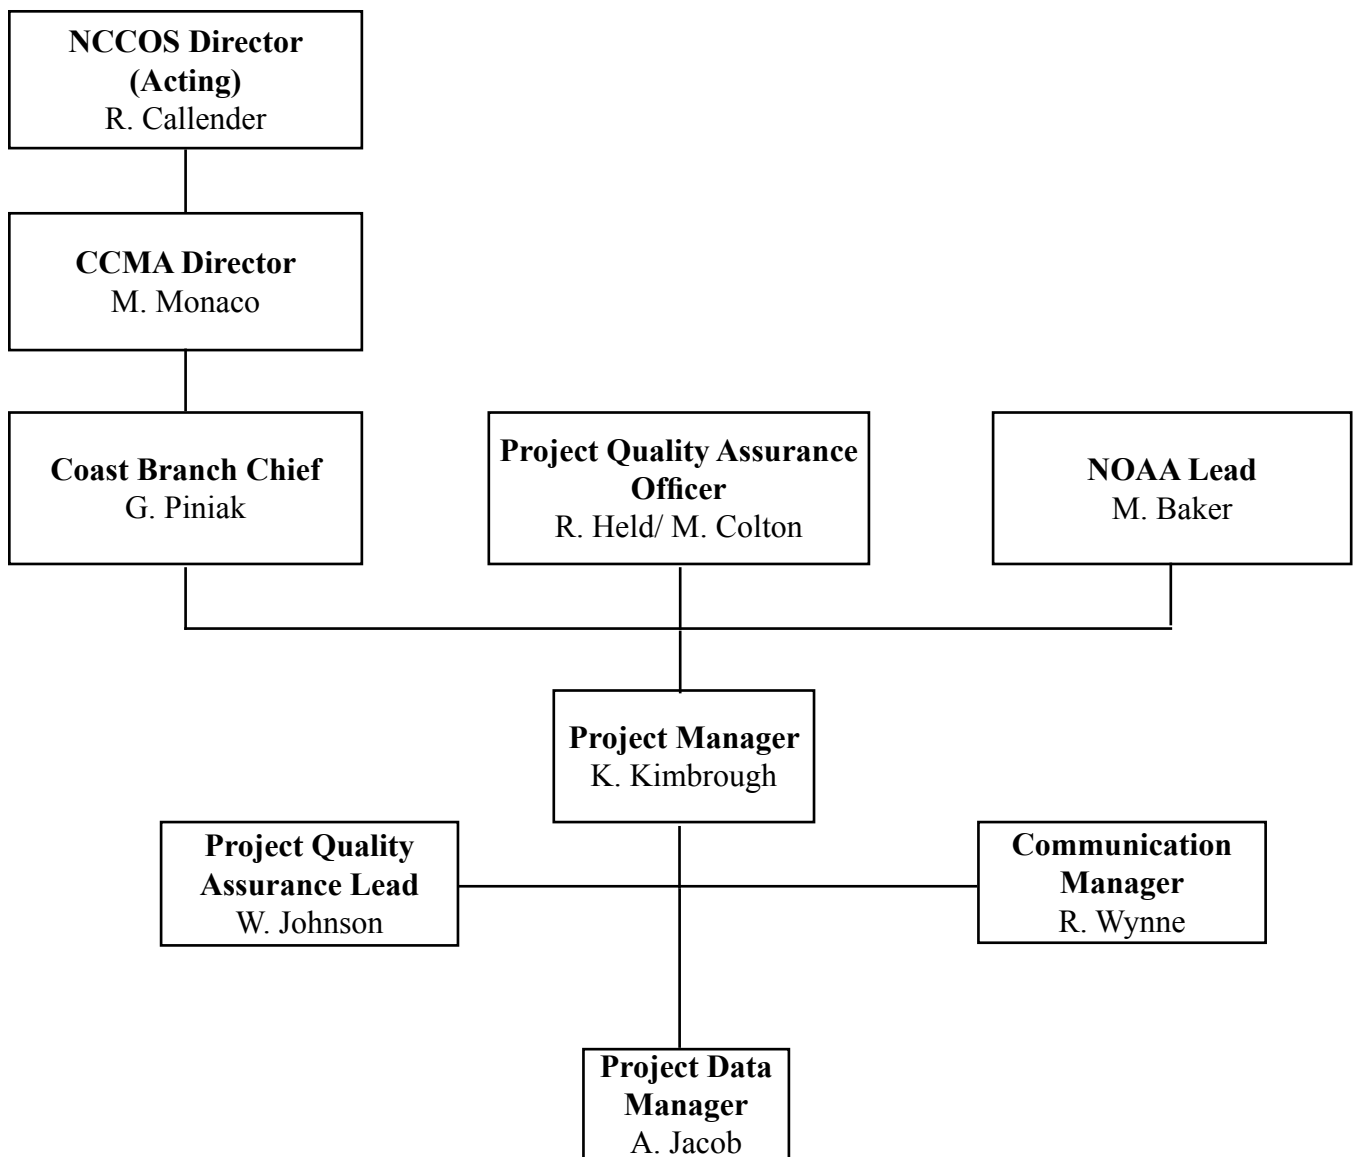 NCCOS Director
(Acting)
R. Callender
CCMA Director
M. Monaco
Coast Branch Chief
G. Piniak
Project Quality Assurance
Officer
R. Held/ M. Colton
NOAA Lead
M. Baker
Project Manager
K. Kimbrough
Project Quality
Assurance Lead
W. Johnson
Communication
Manager
R. Wynne
Project Data
Manager
A. Jacob